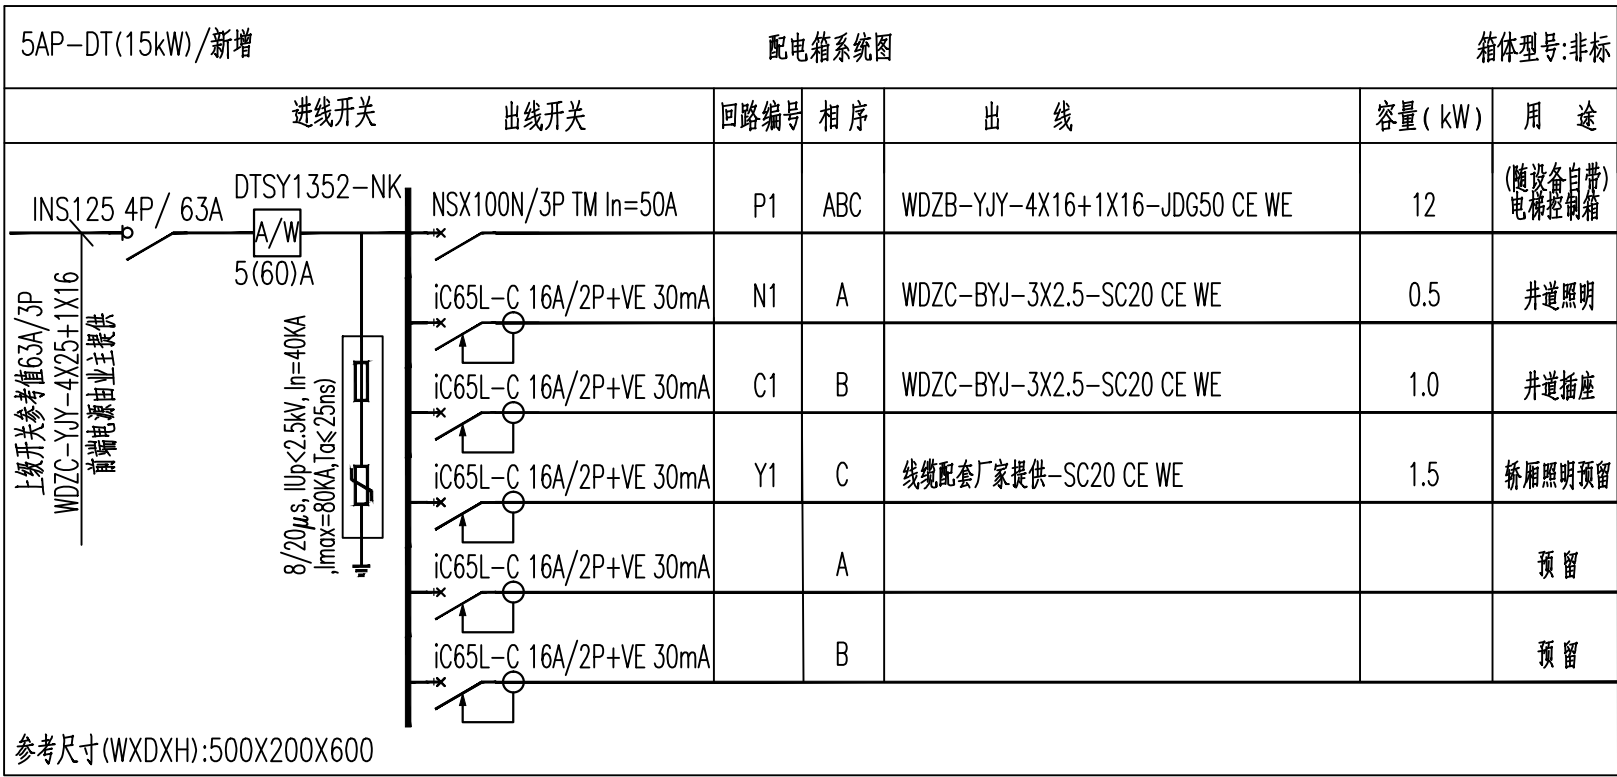 5AP-DT(15kW)/新增
配电箱系统图
箱体型号:非标
进线开关
出线开关
回路编号
相序
出 线
容量(kW)
用 途
INS125 4P/ 63A
DTSY1352-NK
A/W
5(60)A
上级开关参考值63A/3P
WDZC-YJY-4X25+1X16
前端电源由业主提供
8/20μs, IUp<2.5kV, In=40KA
,Imax=80KA,Ta≤25ns)
NSX100N/3P TM In=50A
P1
ABC
WDZB-YJY-4X16+1X16-JDG50 CE WE
12
(随设备自带)
电梯控制箱
iC65L-C 16A/2P+VE 30mA
N1
A
WDZC-BYJ-3X2.5-SC20 CE WE
0.5
井道照明
iC65L-C 16A/2P+VE 30mA
C1
B
WDZC-BYJ-3X2.5-SC20 CE WE
1.0
井道插座
iC65L-C 16A/2P+VE 30mA
Y1
C
线缆配套厂家提供-SC20 CE WE
1.5
轿厢照明预留
iC65L-C 16A/2P+VE 30mA
A
预留
iC65L-C 16A/2P+VE 30mA
B
预留
参考尺寸(WXDXH):500X200X600